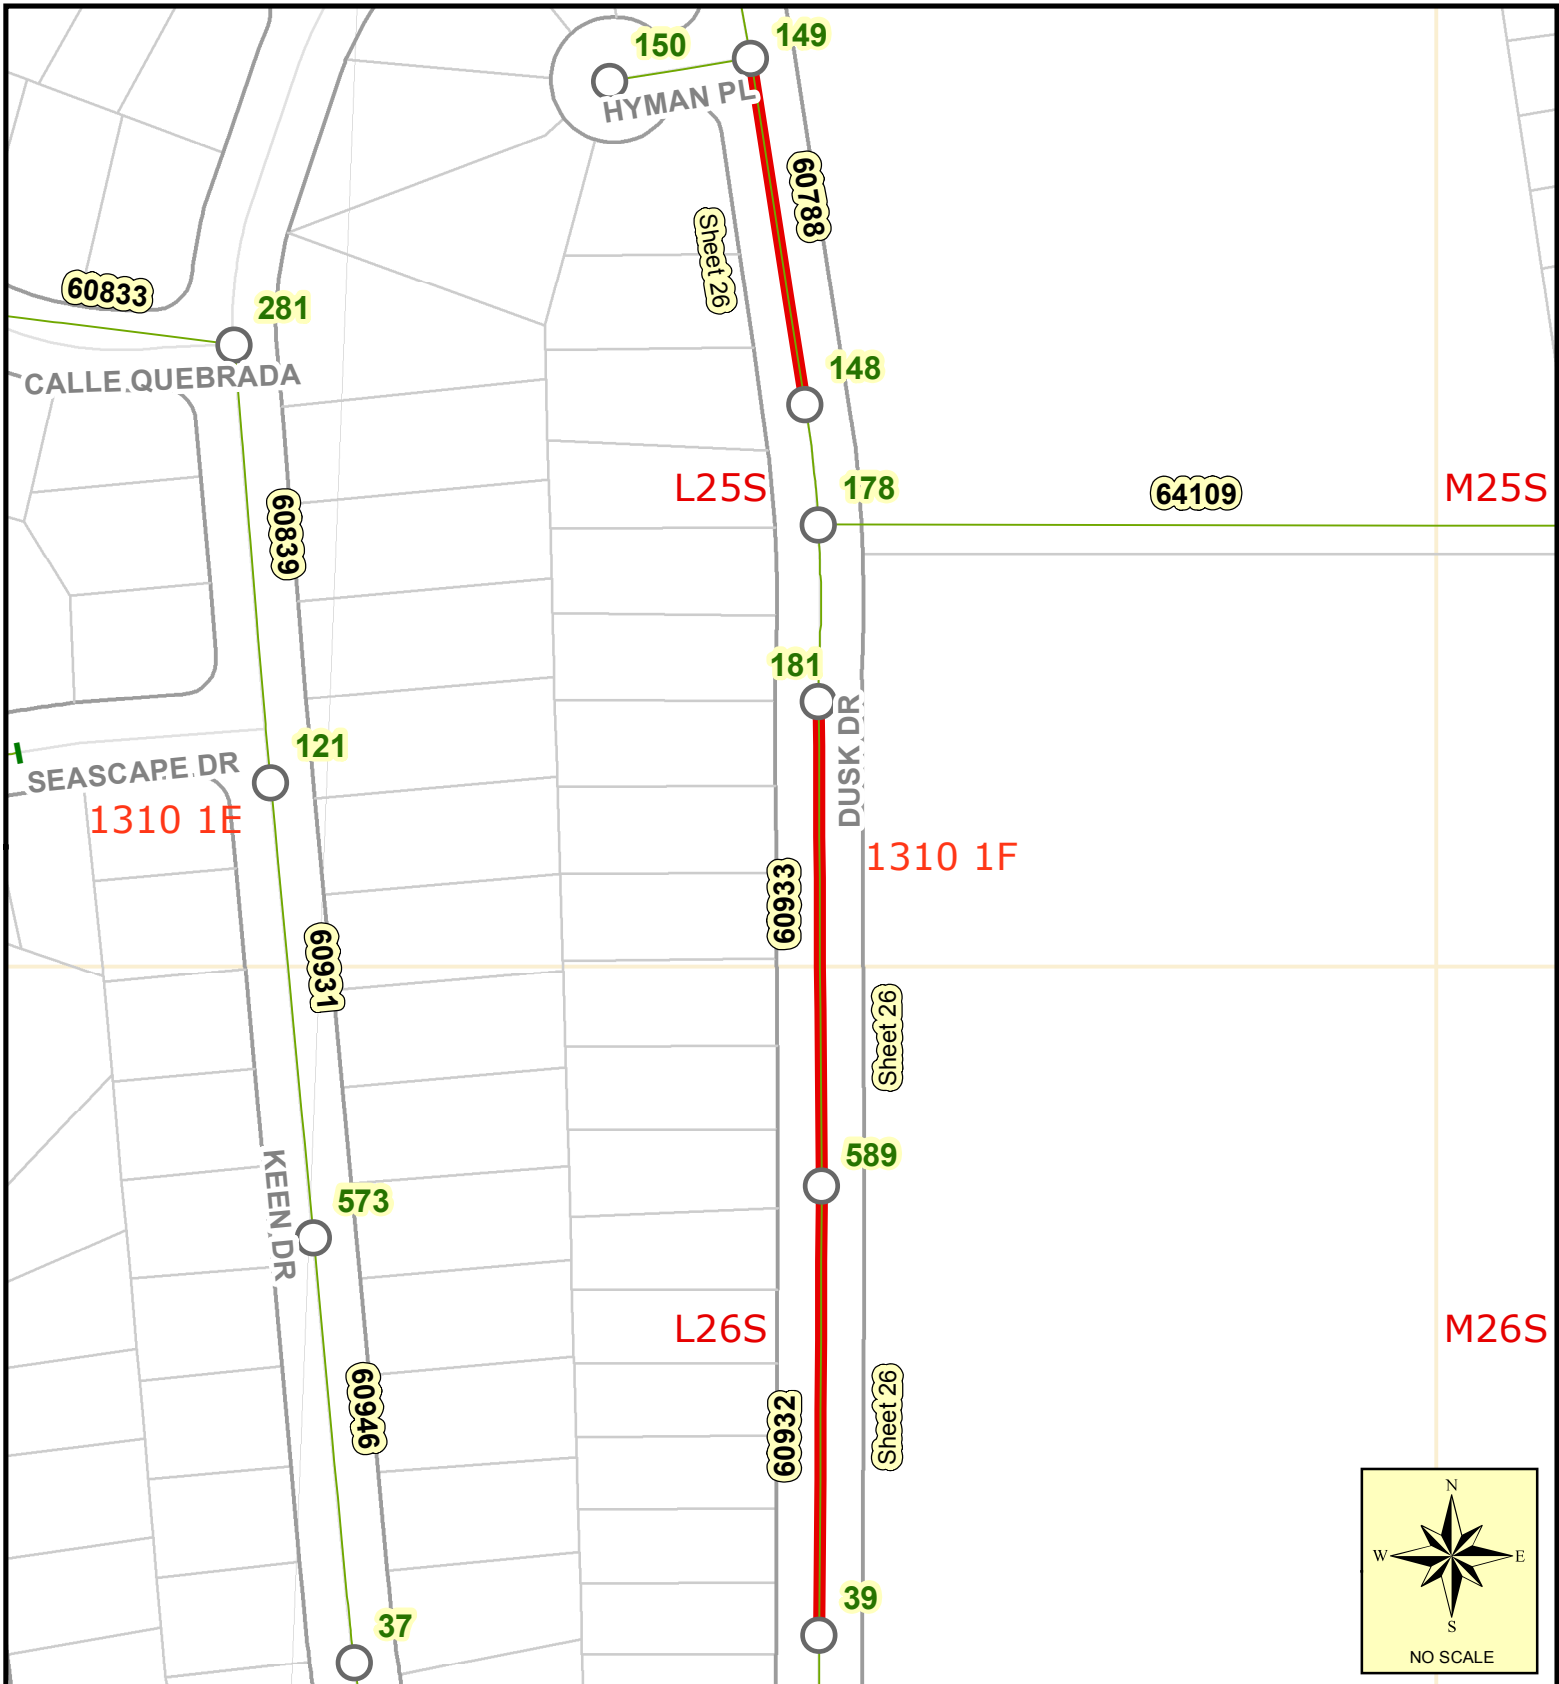 149
150
HYMAN PL
60788
Sheet 26
60833
281
CALLE QUEBRADA
148
L25S
178
64109
M25S
60839
181
DUSK DR
121
SEASCAPE DR
1310 1E
1310 1F
60933
60931
Sheet 26
589
KEEN DR
573
L26S
M26S
60946
60932
Sheet 26
39
37
N
W
E
S
NO SCALE